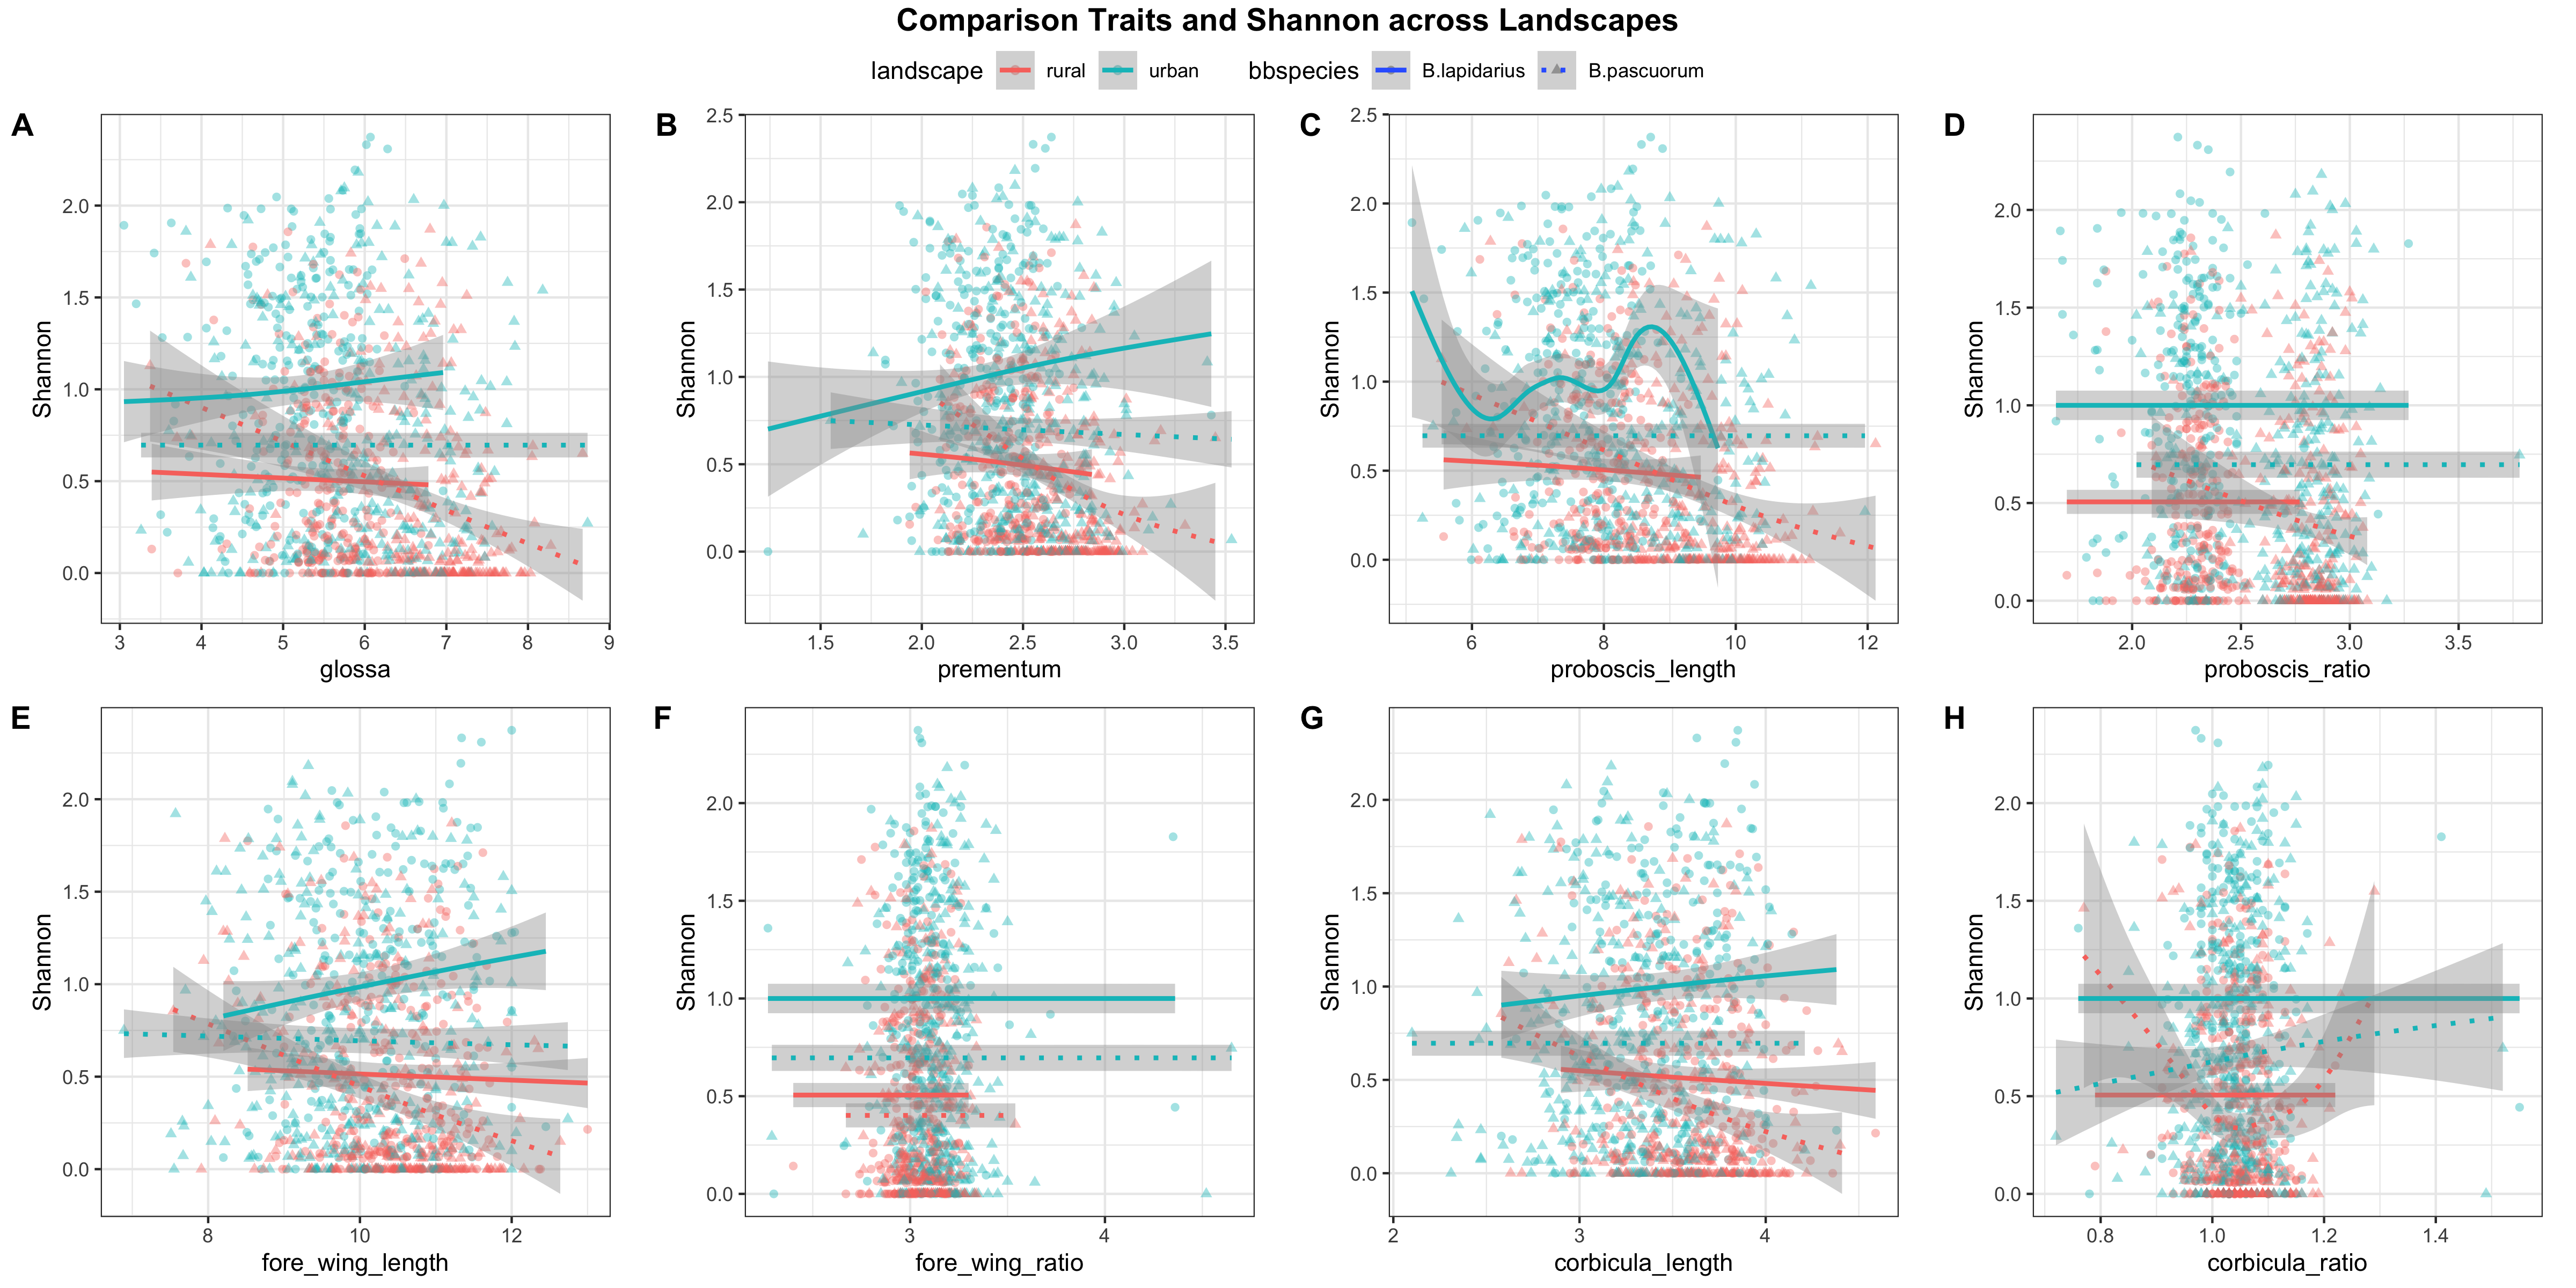 Comparison Traits and Shannon across Landscapes
landscape rural urban bbspecies B.lapidarius B.pascuorum
A
Shannon
2.0
1.5
1.0
0.5
0.0
3 4 5 6 7 8 9
glossa
B
Shannon
2.5
2.0
1.5
1.0
0.5
0.0
1.5 2.0 2.5 3.0 3.5
prementum
C
Shannon
2.5
2.0
1.5
1.0
0.5
0.0
6 8 10 12
proboscis_length
D
Shannon
2.0
1.5
1.0
0.5
0.0
2.0 2.5 3.0 3.5
proboscis_ratio
E
Shannon
2.0
1.5
1.0
0.5
0.0
8 10 12
fore_wing_length
F
Shannon
2.0
1.5
1.0
0.5
0.0
3 4
fore_wing_ratio
G
Shannon
2.0
1.5
1.0
0.5
0.0
2 3 4
corbicula_length
H
Shannon
2.0
1.5
1.0
0.5
0.0
0.8 1.0 1.2 1.4
corbicula_ratio